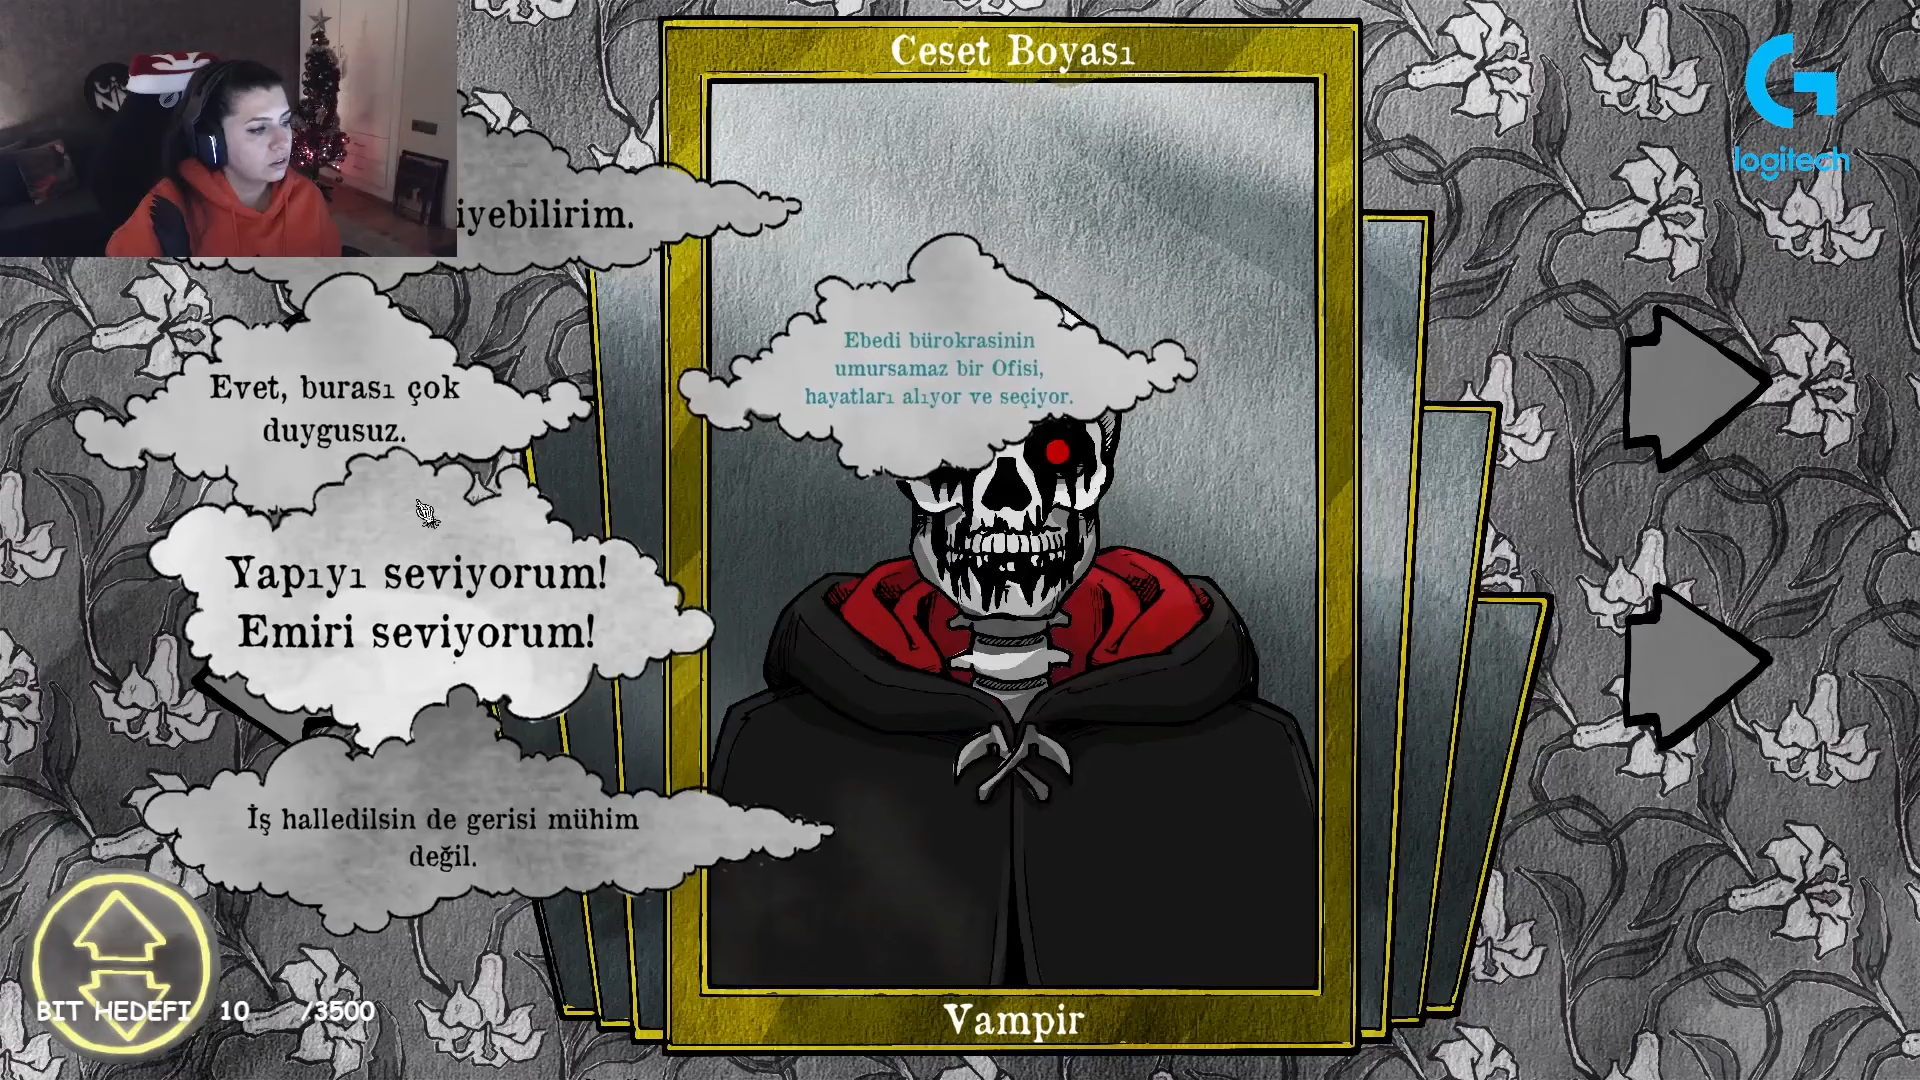 Ceset Boyası
logitech
iyebilirim.
Ebedi bürokrasinin
umursamaz bir Ofisi,
hayatları alıyor ve seçiyor.
Evet, burası çok
duygusuz.
Yapıyı seviyorum!
Emiri seviyorum!
İş halledilsin de gerisi mühim
değil.
BIT HEDEFI 10 /3500
Vampir